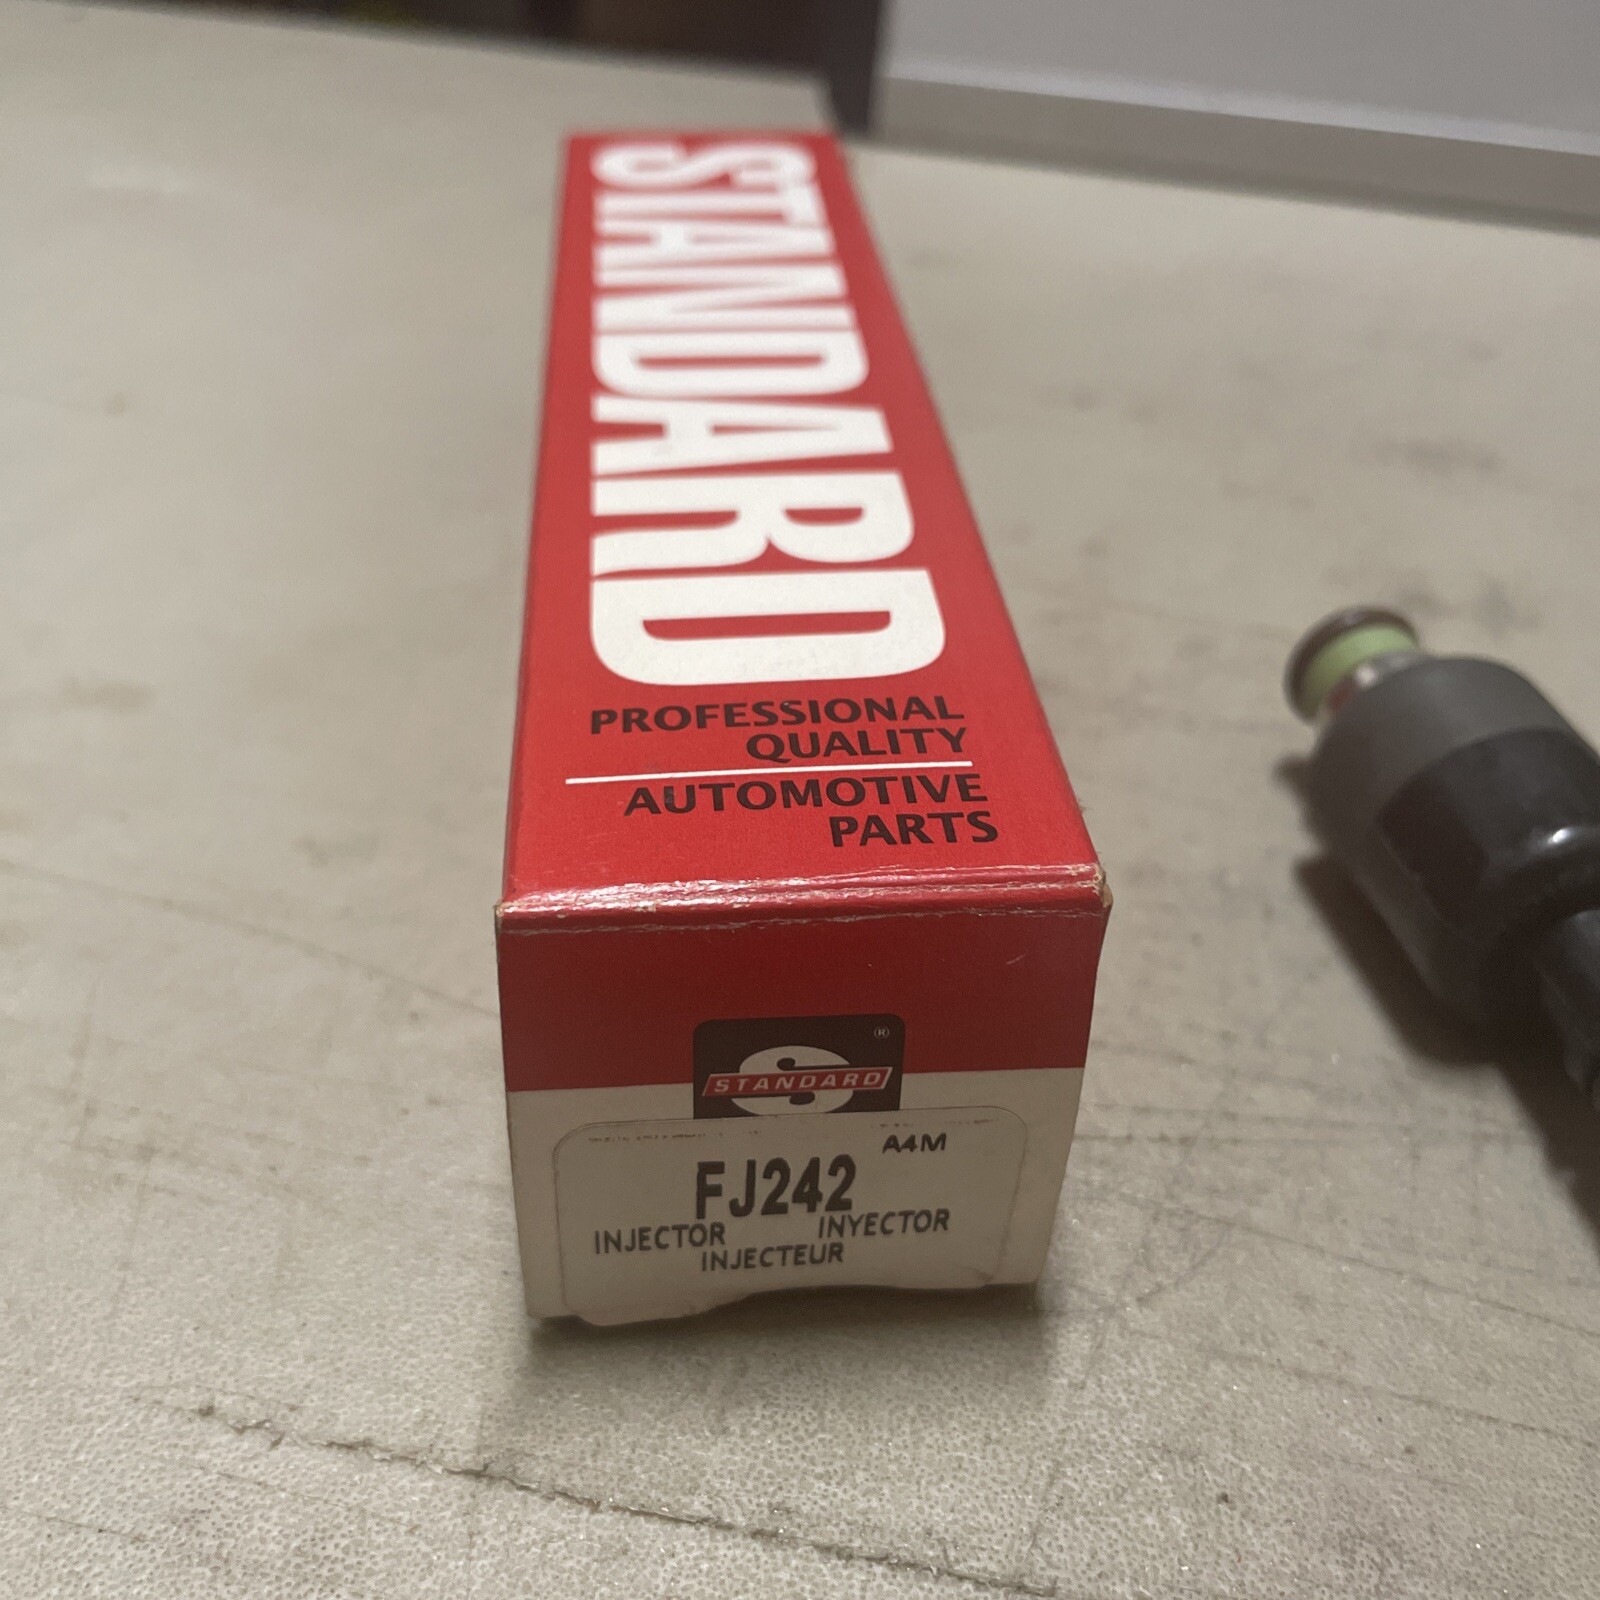 STANDARD
PROFESSIONAL
QUALITY
AUTOMOTIVE
PARTS
®
STANDARD
A4M
FJ242
INJECTOR INYECTOR
INJECTEUR